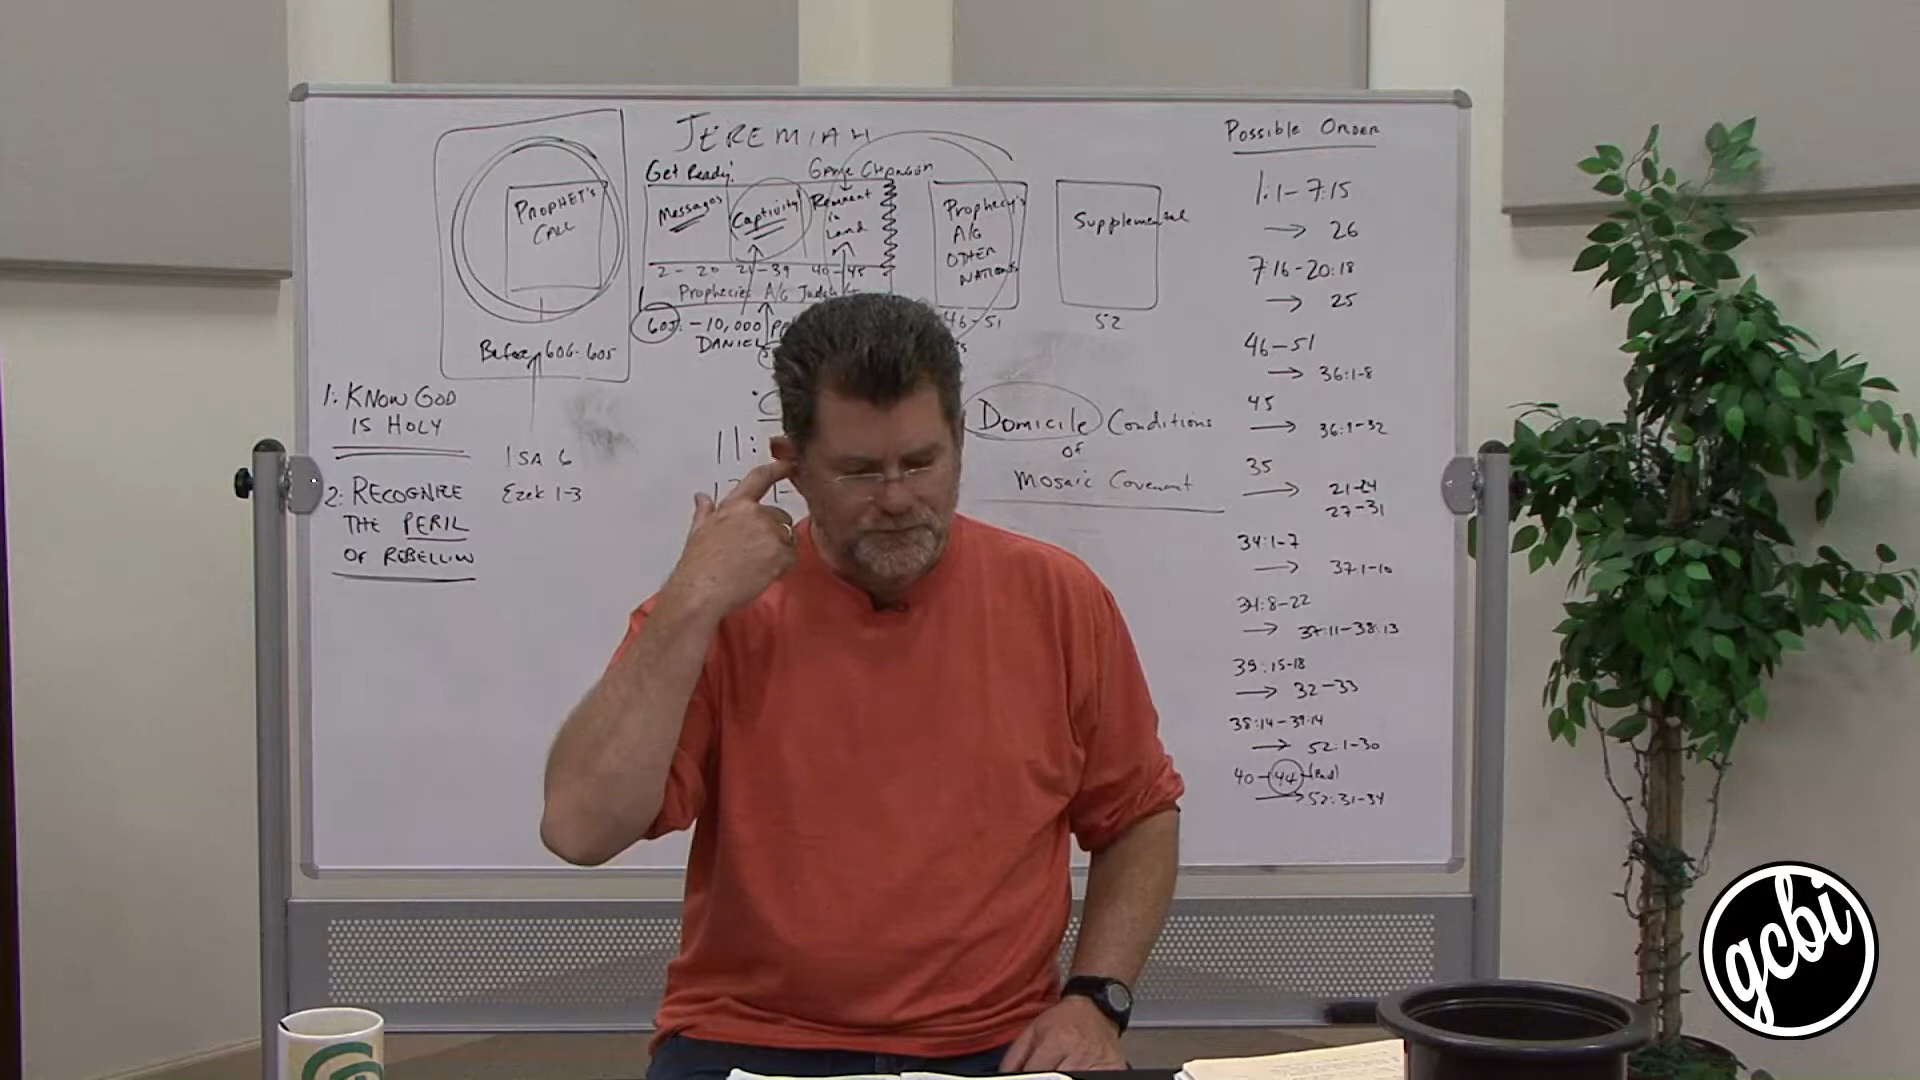 JEREMIAH
Get Ready!
GAME CHANGER
PROPHET'S
CALL
Messages
Captivity!
Remnant
in
Land
Prophecy's
A/G
OTHER
NATIONS
Supplemental
2 - 20 21-39 40-45
Prophecies A/G Judah
46-51
52
Before 606-605
605: -10,000
DANIEL
1: KNOW GOD
IS HOLY
2: RECOGNIZE
THE PERIL
OF REBELLION
ISA 6
Ezek 1-3
11:
Domicile Conditions
of
Mosaic Covenant
Possible Order
1:1-7:15
→ 26
7:16-20:18
→ 25
46-51
→ 36:1-8
45
→ 36:9-32
35
→ 21-24
27-31
34:1-7
→ 37:1-10
34:8-22
→ 37:11-38:13
39:15-18
→ 32-33
38:14-39:14
→ 52:1-30
40-44 (End)
→ 52:31-34
gcbi